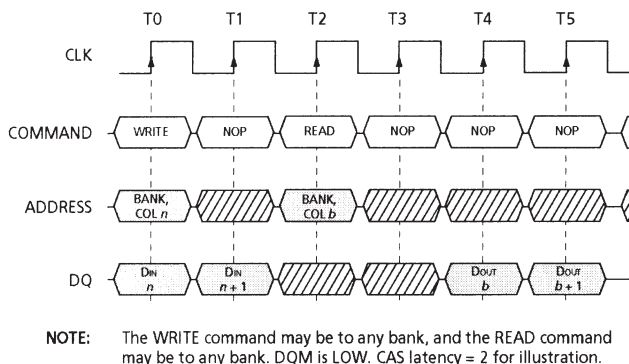 T0 T1 T2 T3 T4 T5
CLK
COMMAND WRITE NOP READ NOP NOP NOP
ADDRESS BANK, COL n BANK, COL b
DQ DIN n DIN n + 1 DOUT b DOUT b + 1
NOTE: The WRITE command may be to any bank, and the READ command
may be to any bank. DQM is LOW. CAS latency = 2 for illustration.